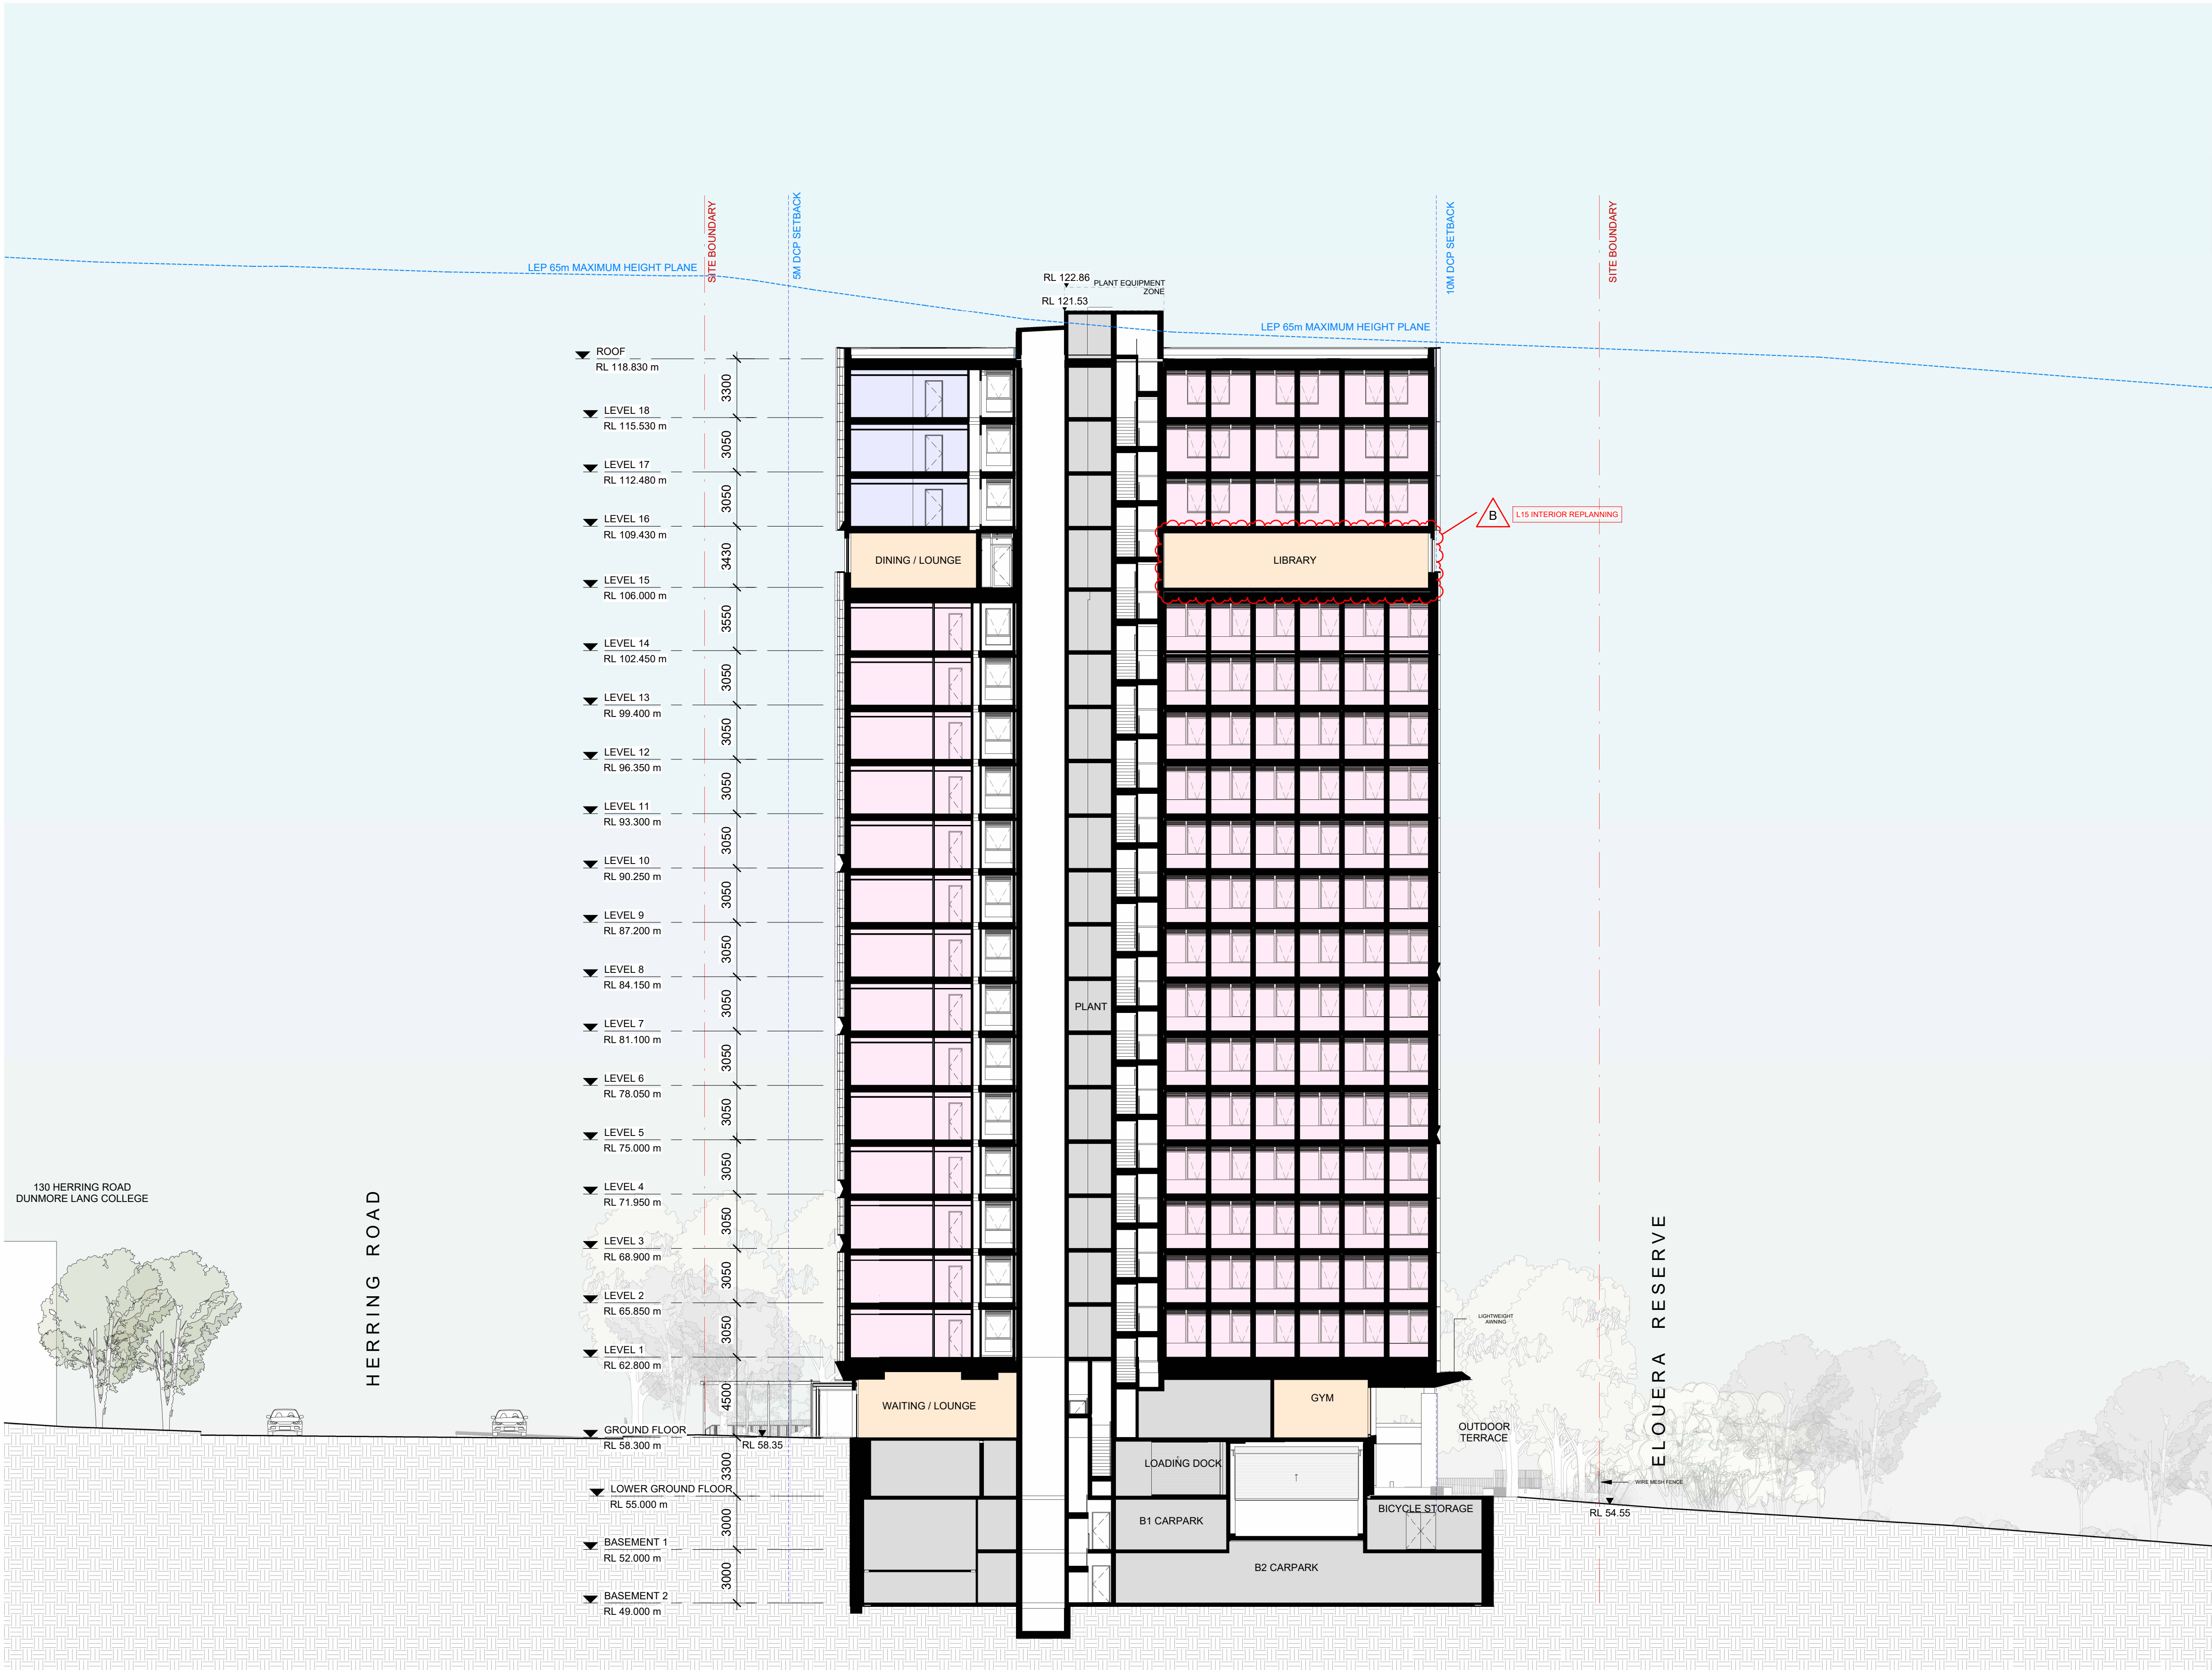 SITE BOUNDARY
5M DCP SETBACK
10M DCP SETBACK
SITE BOUNDARY
LEP 65m MAXIMUM HEIGHT PLANE
RL 122.86
PLANT EQUIPMENT
ZONE
RL 121.53
LEP 65m MAXIMUM HEIGHT PLANE
ROOF
RL 118.830 m
3300
LEVEL 18
RL 115.530 m
3050
LEVEL 17
RL 112.480 m
3050
LEVEL 16
RL 109.430 m
B
L15 INTERIOR REPLANNING
3430
DINING / LOUNGE
LIBRARY
LEVEL 15
RL 106.000 m
3550
LEVEL 14
RL 102.450 m
3050
LEVEL 13
RL 99.400 m
3050
LEVEL 12
RL 96.350 m
3050
LEVEL 11
RL 93.300 m
3050
LEVEL 10
RL 90.250 m
3050
LEVEL 9
RL 87.200 m
3050
LEVEL 8
RL 84.150 m
3050
PLANT
LEVEL 7
RL 81.100 m
3050
LEVEL 6
RL 78.050 m
3050
LEVEL 5
RL 75.000 m
3050
LEVEL 4
RL 71.950 m
3050
LEVEL 3
RL 68.900 m
3050
LEVEL 2
RL 65.850 m
3050
LEVEL 1
RL 62.800 m
4500
130 HERRING ROAD
DUNMORE LANG COLLEGE
HERRING ROAD
ELOUERA RESERVE
LIGHTWEIGHT
AWNING
WAITING / LOUNGE
GYM
OUTDOOR
TERRACE
GROUND FLOOR
RL 58.300 m
RL 58.35
3300
LOADING DOCK
WIRE MESH FENCE
LOWER GROUND FLOOR
RL 55.000 m
3000
B1 CARPARK
BICYCLE STORAGE
RL 54.55
BASEMENT 1
RL 52.000 m
3000
B2 CARPARK
BASEMENT 2
RL 49.000 m